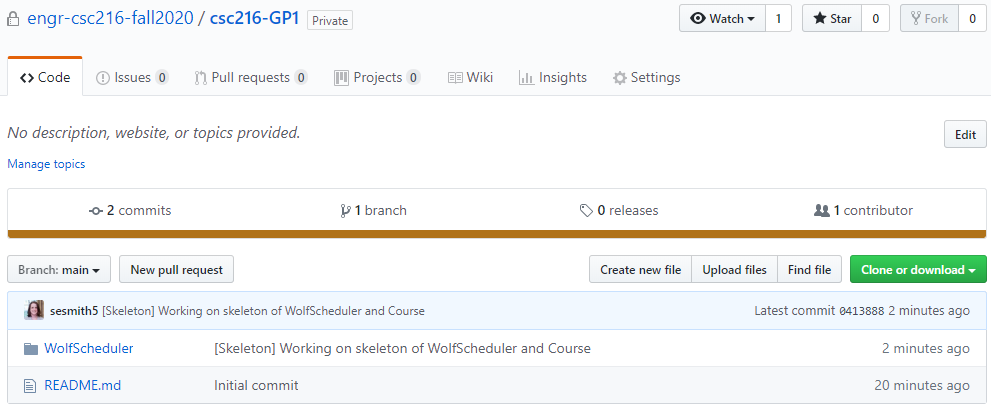 engr-csc216-fall2020 / csc216-GP1 Private Watch 1 Star 0 Fork 0
Code Issues 0 Pull requests 0 Projects 0 Wiki Insights Settings
No description, website, or topics provided. Edit
Manage topics
2 commits 1 branch 0 releases 1 contributor
Branch: main New pull request Create new file Upload files Find file Clone or download
sesmith5 [Skeleton] Working on skeleton of WolfScheduler and Course Latest commit 0413888 2 minutes ago
WolfScheduler [Skeleton] Working on skeleton of WolfScheduler and Course 2 minutes ago
README.md Initial commit 20 minutes ago